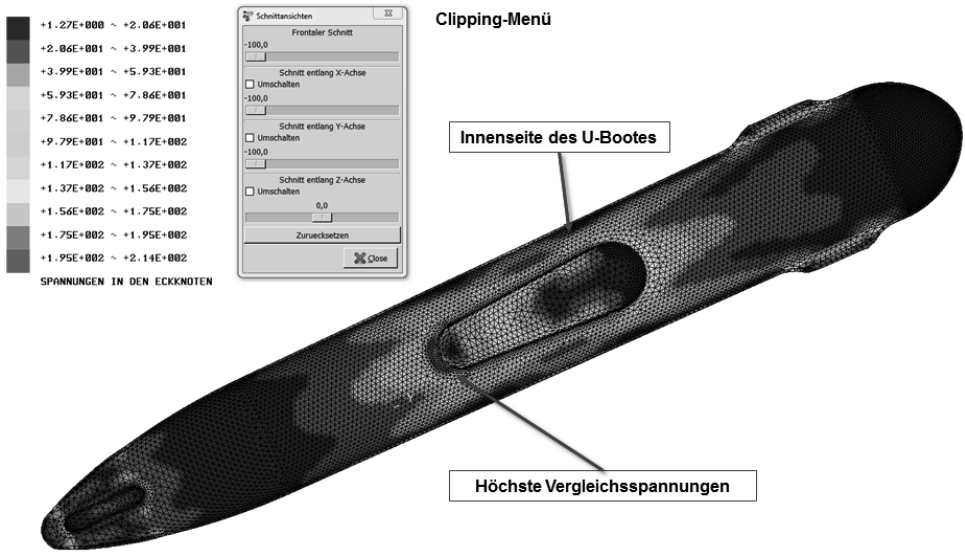 +1.27E+000 ~ +2.06E+001
+2.06E+001 ~ +3.99E+001
+3.99E+001 ~ +5.93E+001
+5.93E+001 ~ +7.86E+001
+7.86E+001 ~ +9.79E+001
+9.79E+001 ~ +1.17E+002
+1.17E+002 ~ +1.37E+002
+1.37E+002 ~ +1.56E+002
+1.56E+002 ~ +1.75E+002
+1.75E+002 ~ +1.95E+002
+1.95E+002 ~ +2.14E+002
SPANNUNGEN IN DEN ECKKNOTEN
Schnittansichten
Frontaler Schnitt
-100,0
Schnitt entlang X-Achse
Umschalten
-100,0
Schnitt entlang Y-Achse
Umschalten
-100,0
Schnitt entlang Z-Achse
Umschalten
0,0
Zuruecksetzen
Close
Clipping-Menü
Innenseite des U-Bootes
Höchste Vergleichsspannungen